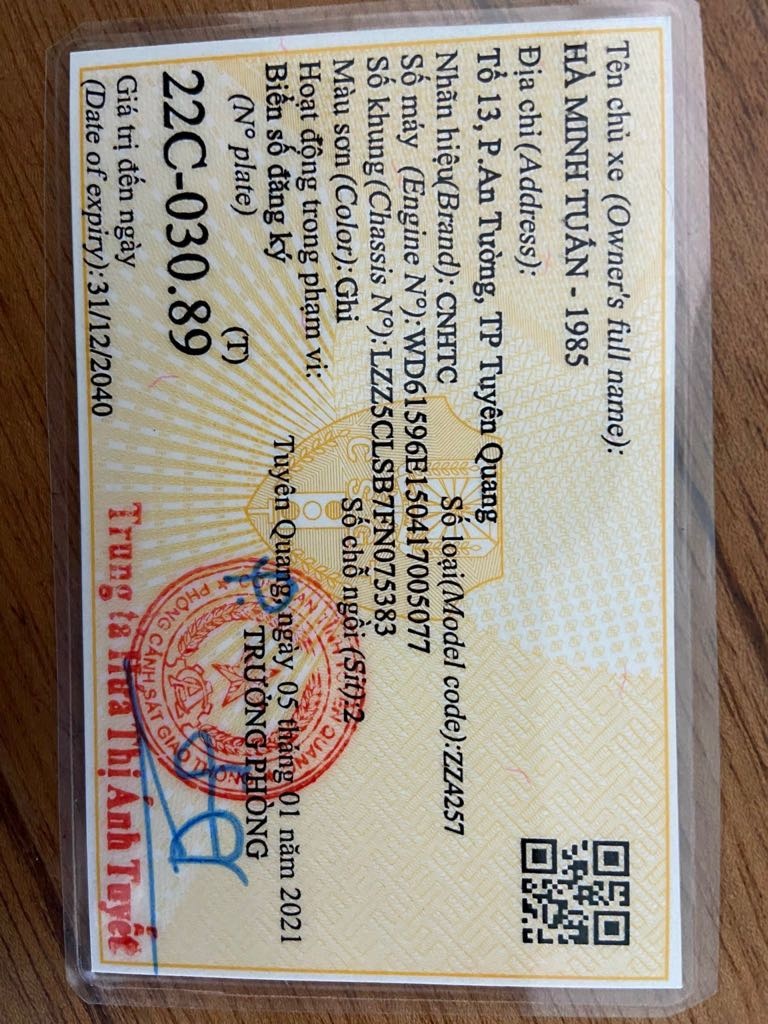 Tên chủ xe (Owner's full name):
HÀ MINH TUẤN - 1985
Địa chỉ (Address):
Tổ 13, P.An Tường, TP Tuyên Quang
Nhãn hiệu(Brand): CNHTC Số loại(Model code):ZZ4257
Số máy (Engine Nº): WD61596E150417005077
Số khung(Chassis Nº):LZZ5CLSB7FN075383
Màu sơn (Color): Ghi Số chỗ ngồi (Sit):2
Hoạt động trong phạm vi:
Biển số đăng ký Tuyên Quang, ngày 05 tháng 01 năm 2021
(Nº plate) (T) TRƯỞNG PHÒNG
22C-030.89
Giá trị đến ngày
(Date of expiry):31/12/2040
PHÒNG CẢNH SÁT GIAO THÔNG
Trung tá Hứa Thị Ánh Tuyết